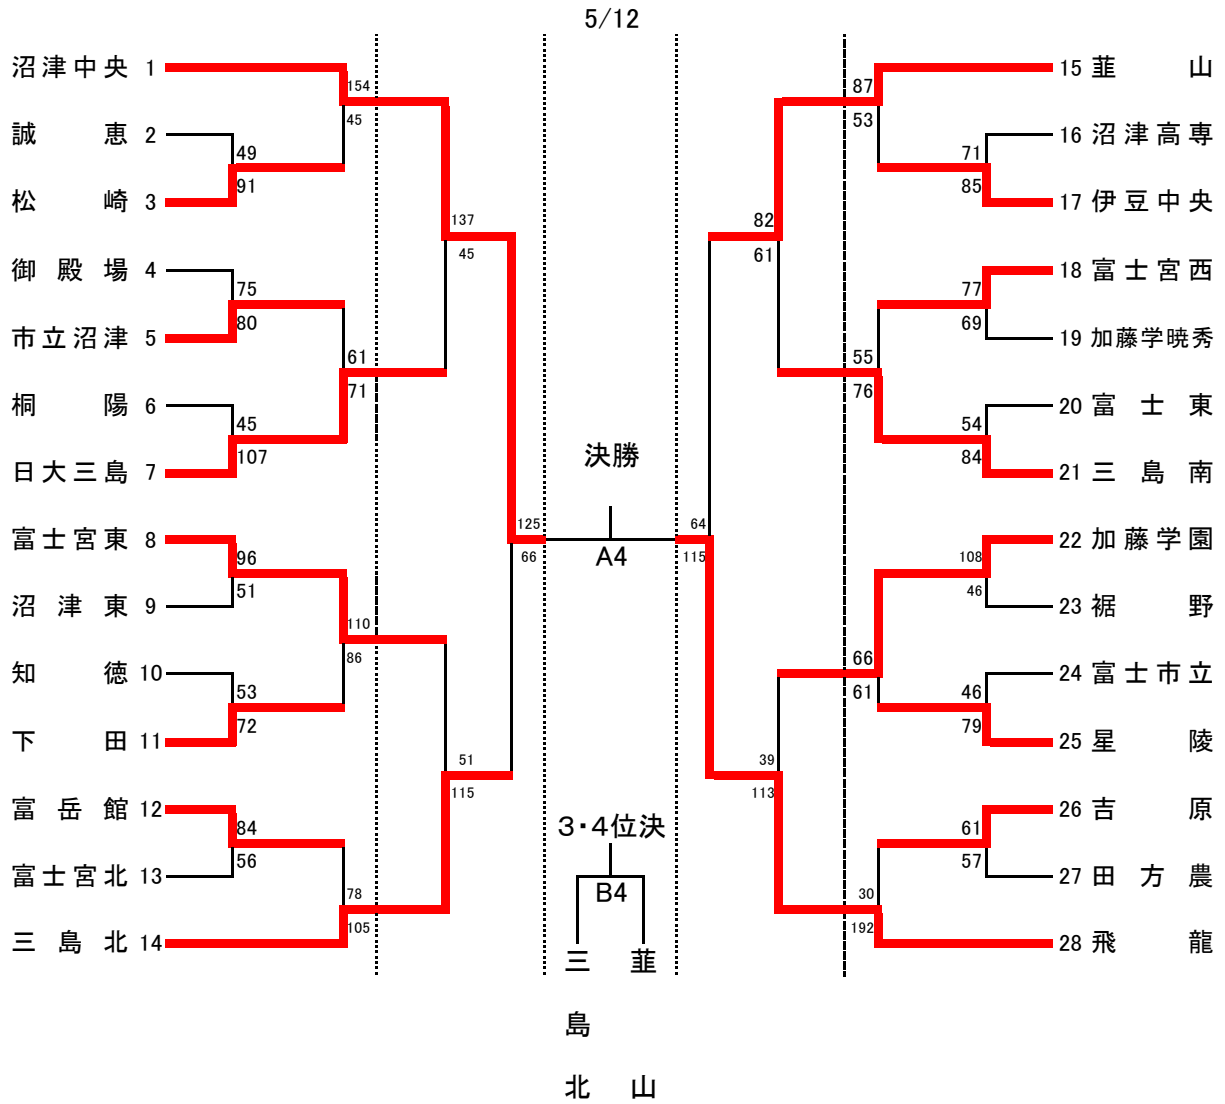 5/12
沼津中央 1
154
45
誠恵 2
49
91
松崎 3
137
45
御殿場 4
75
80
市立沼津 5
61
71
桐陽 6
45
107
日大三島 7
125
66
富士宮東 8
96
51
沼津東 9
110
86
知徳 10
53
72
下田 11
51
115
富岳館 12
84
56
富士宮北 13
78
105
三島北 14
決勝
A4
3・4位決
B4
三島北
韮山
87
53
15 韮山
16 沼津高専
71
85
17 伊豆中央
82
61
18 富士宮西
77
69
19 加藤学暁秀
55
76
20 富士東
54
84
21 三島南
64
115
22 加藤学園
108
46
23 裾野
66
61
24 富士市立
46
79
25 星陵
39
113
26 吉原
61
57
27 田方農
30
192
28 飛龍